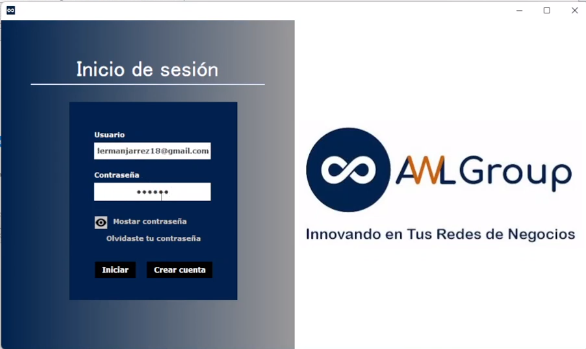 Inicio de sesión
Usuario
lermanjarrez18@gmail.com
Contraseña
******
Mostar contraseña
Olvidaste tu contraseña
Iniciar
Crear cuenta
AWLGroup
Innovando en Tus Redes de Negocios